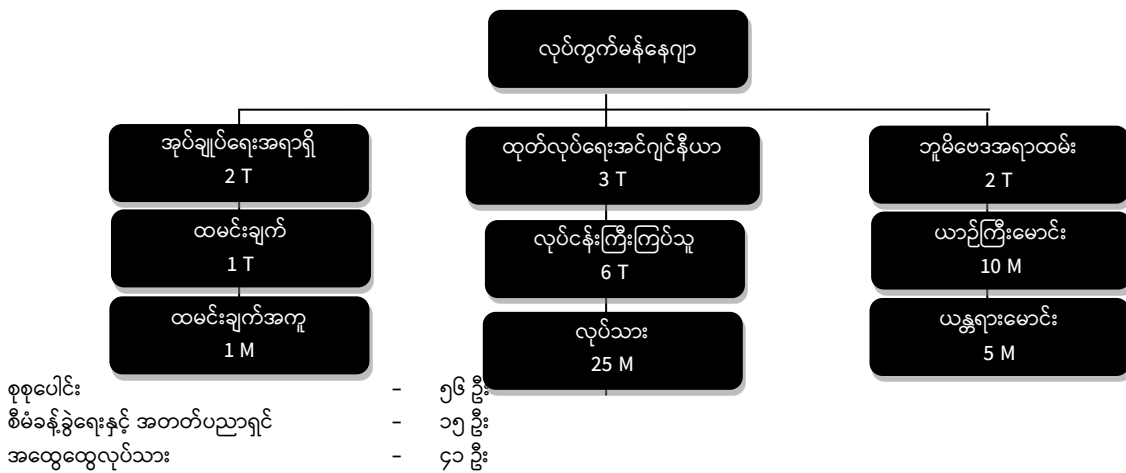 လုပ်ကွက်မန်နေဂျာ
အုပ်ချုပ်ရေးအရာရှိ
2 T
ထုတ်လုပ်ရေးအင်ဂျင်နီယာ
3 T
ဘူမိဗေဒအရာထမ်း
2 T
ထမင်းချက်
1 T
လုပ်ငန်းကြီးကြပ်သူ
6 T
ယာဉ်ကြီးမောင်း
10 M
ထမင်းချက်အကူ
1 M
လုပ်သား
25 M
ယန္တရားမောင်း
5 M
စုစုပေါင်း - ၅၆ ဦး
စီမံခန့်ခွဲရေးနှင့် အတတ်ပညာရှင် - ၁၅ ဦး
အထွေထွေလုပ်သား - ၄၁ ဦး